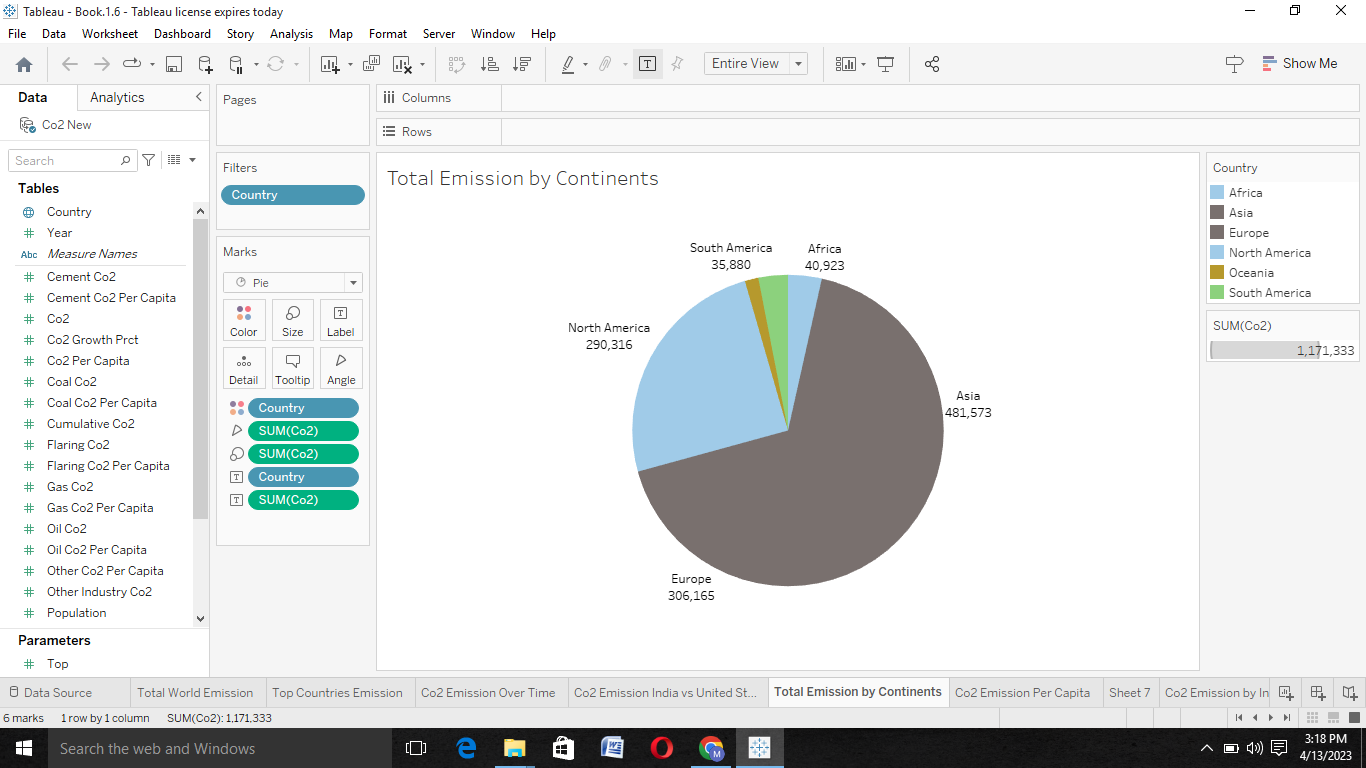 Tableau - Book.1.6 - Tableau license expires today
File Data Worksheet Dashboard Story Analysis Map Format Server Window Help
Entire View
Show Me
Data Analytics
Co2 New
Search
Tables
Country
Year
Abc Measure Names
Cement Co2
Cement Co2 Per Capita
Co2
Co2 Growth Prct
Co2 Per Capita
Coal Co2
Coal Co2 Per Capita
Cumulative Co2
Flaring Co2
Flaring Co2 Per Capita
Gas Co2
Gas Co2 Per Capita
Oil Co2
Oil Co2 Per Capita
Other Co2 Per Capita
Other Industry Co2
Population
Parameters
Top
Pages
Filters
Country
Marks
Pie
Color Size Label
Detail Tooltip Angle
Country
SUM(Co2)
SUM(Co2)
Country
SUM(Co2)
Columns
Rows
Total Emission by Continents
South America
35,880
Africa
40,923
North America
290,316
Asia
481,573
Europe
306,165
Country
Africa
Asia
Europe
North America
Oceania
South America
SUM(Co2)
1,171,333
Data Source Total World Emission Top Countries Emission Co2 Emission Over Time Co2 Emission India vs United St... Total Emission by Continents Co2 Emission Per Capita Sheet 7 Co2 Emission by In
6 marks 1 row by 1 column SUM(Co2): 1,171,333
Search the web and Windows
3:18 PM
4/13/2023